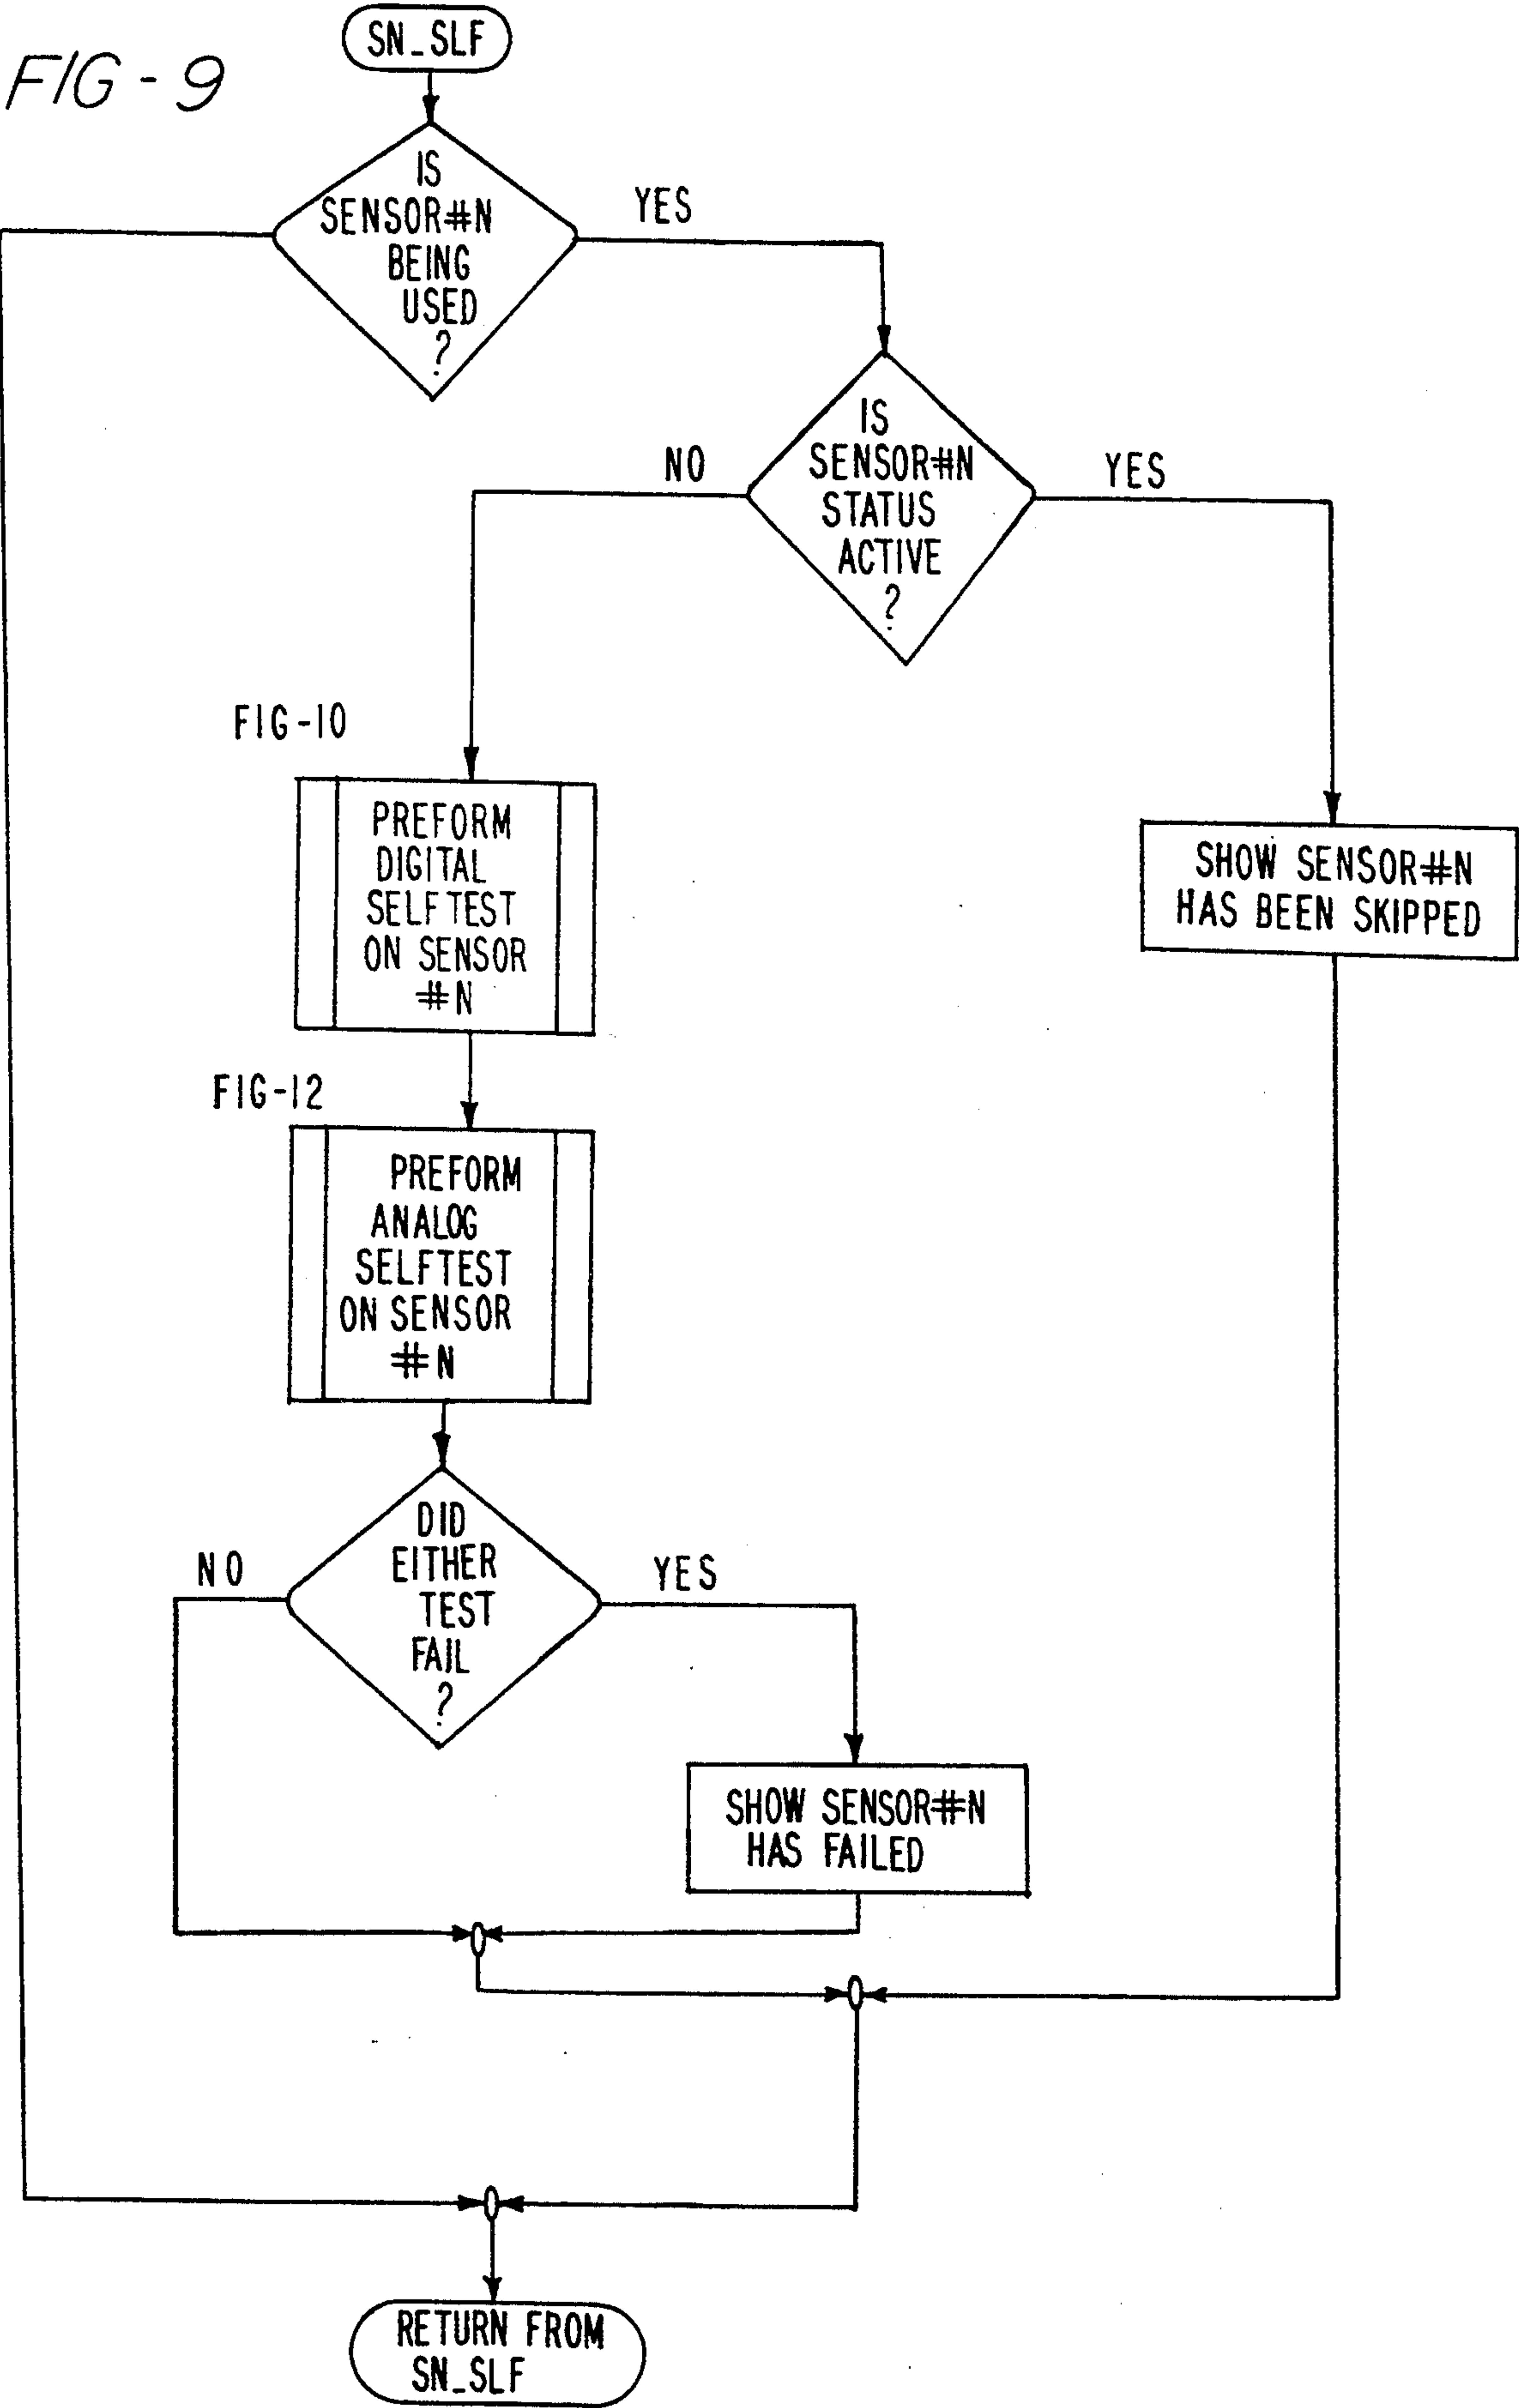 FIG-9
SN_SLF
IS
SENSOR#N
BEING
USED
?
YES
IS
SENSOR#N
STATUS
ACTIVE
?
NO
YES
FIG-10
PREFORM
DIGITAL
SELFTEST
ON SENSOR
#N
SHOW SENSOR#N
HAS BEEN SKIPPED
FIG-12
PREFORM
ANALOG
SELFTEST
ON SENSOR
#N
DID
EITHER
TEST
FAIL
?
NO
YES
SHOW SENSOR#N
HAS FAILED
RETURN FROM
SN_SLF